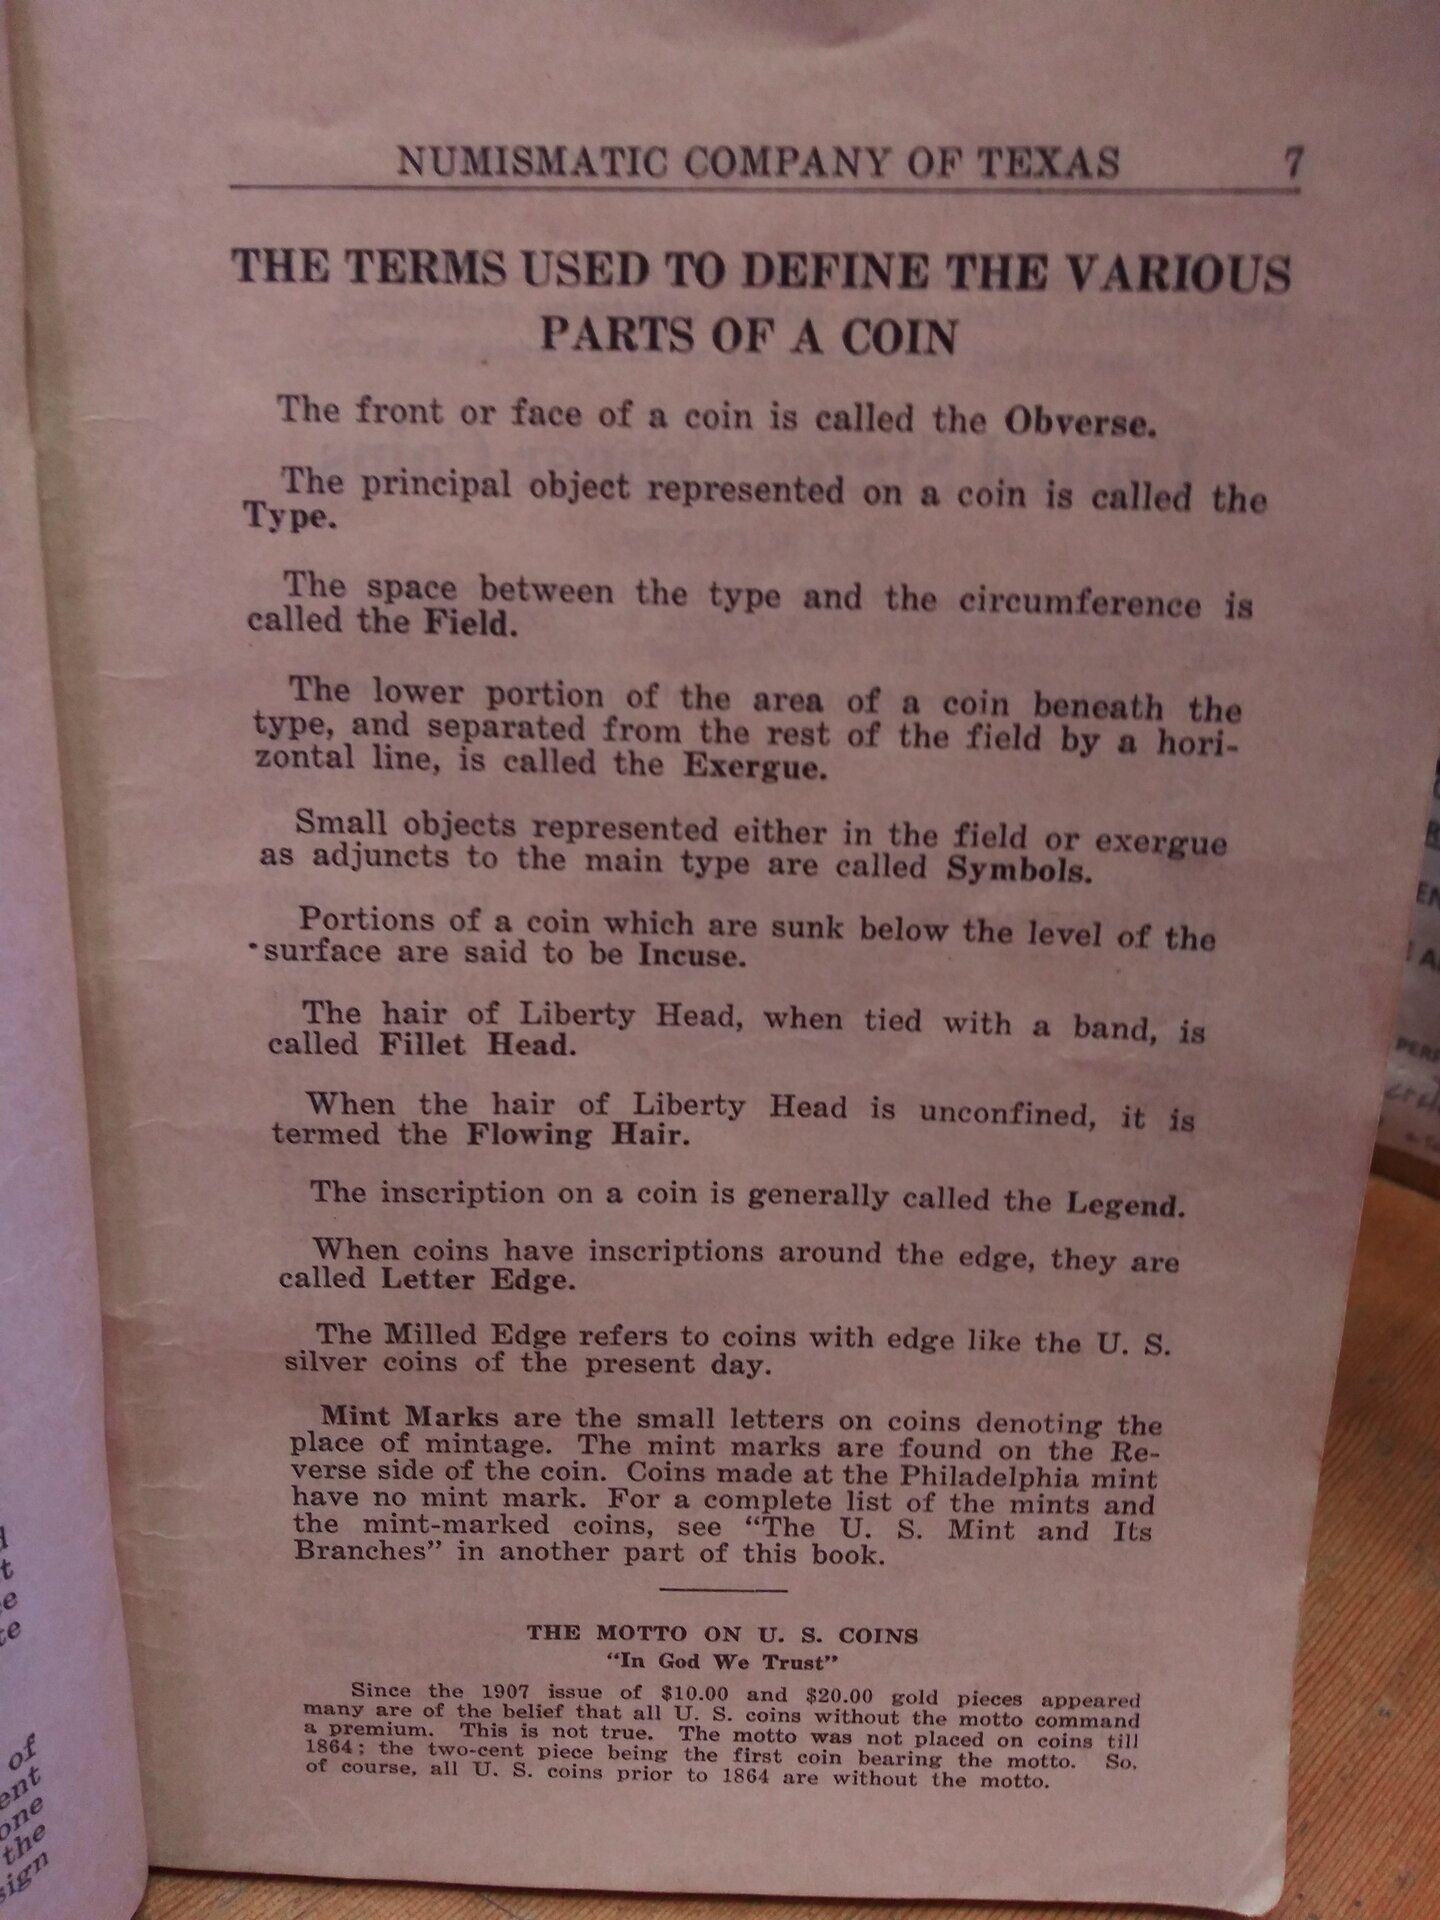 NUMISMATIC COMPANY OF TEXAS 7
THE TERMS USED TO DEFINE THE VARIOUS
PARTS OF A COIN
The front or face of a coin is called the Obverse.
The principal object represented on a coin is called the
Type.
The space between the type and the circumference is
called the Field.
The lower portion of the area of a coin beneath the
type, and separated from the rest of the field by a hori-
zontal line, is called the Exergue.
Small objects represented either in the field or exergue
as adjuncts to the main type are called Symbols.
Portions of a coin which are sunk below the level of the
surface are said to be Incuse.
The hair of Liberty Head, when tied with a band, is
called Fillet Head.
When the hair of Liberty Head is unconfined, it is
termed the Flowing Hair.
The inscription on a coin is generally called the Legend.
When coins have inscriptions around the edge, they are
called Letter Edge.
The Milled Edge refers to coins with edge like the U. S.
silver coins of the present day.
Mint Marks are the small letters on coins denoting the
place of mintage. The mint marks are found on the Re-
verse side of the coin. Coins made at the Philadelphia mint
have no mint mark. For a complete list of the mints and
the mint-marked coins, see "The U. S. Mint and Its
Branches" in another part of this book.
THE MOTTO ON U. S. COINS
"In God We Trust"
Since the 1907 issue of $10.00 and $20.00 gold pieces appeared
many are of the belief that all U. S. coins without the motto command
a premium. This is not true. The motto was not placed on coins till
1864; the two-cent piece being the first coin bearing the motto. So,
of course, all U. S. coins prior to 1864 are without the motto.
of
one
the